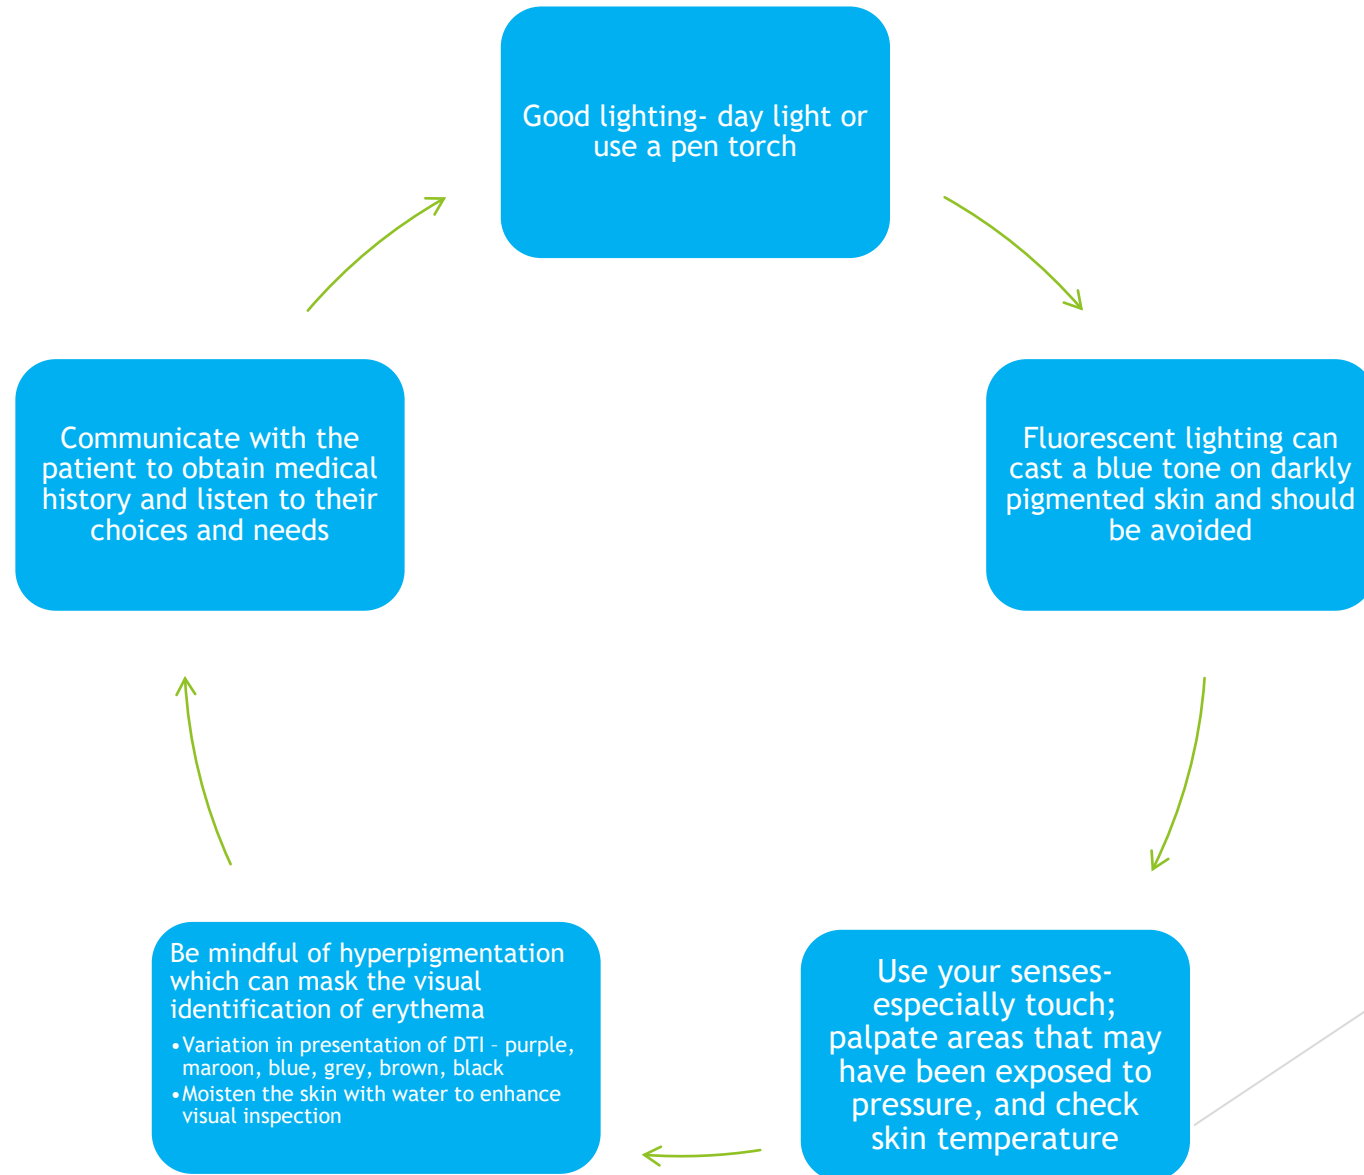 Good lighting- day light or
use a pen torch
Fluorescent lighting can
cast a blue tone on darkly
pigmented skin and should
be avoided
Use your senses-
especially touch;
palpate areas that may
have been exposed to
pressure, and check
skin temperature
Be mindful of hyperpigmentation
which can mask the visual
identification of erythema
•Variation in presentation of DTI – purple,
maroon, blue, grey, brown, black
•Moisten the skin with water to enhance
visual inspection
Communicate with the
patient to obtain medical
history and listen to their
choices and needs